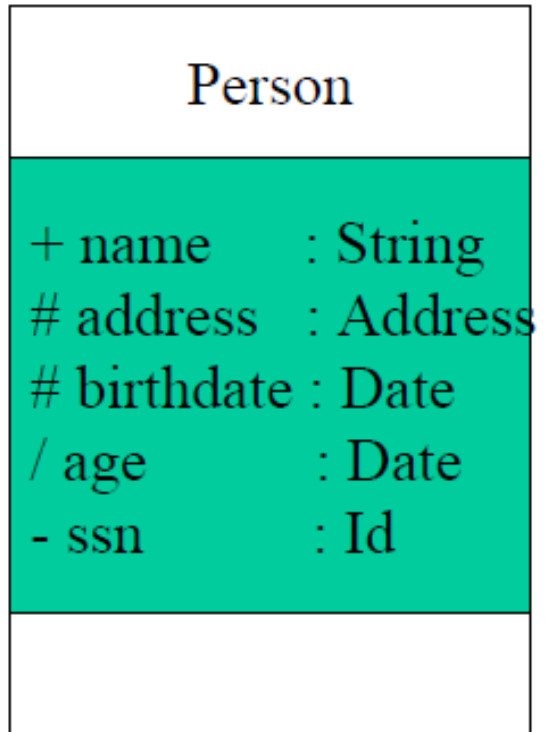 Person
+ name : String
# address : Address
# birthdate : Date
/ age : Date
- ssn : Id